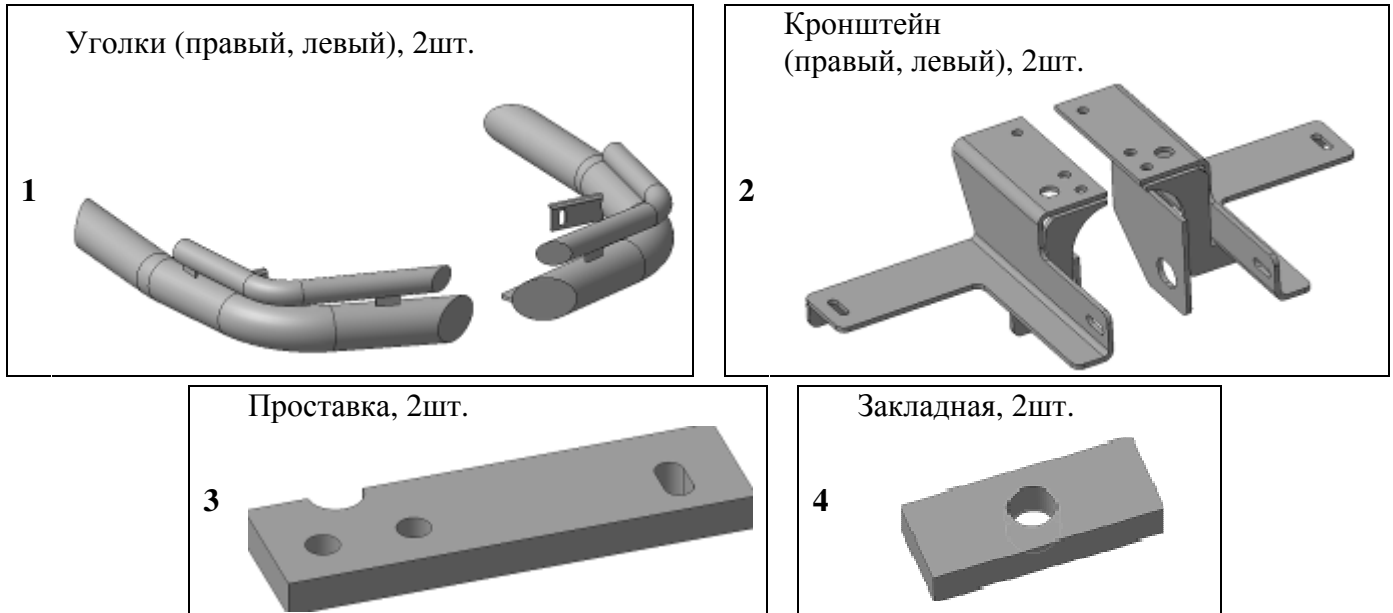 Уголки (правый, левый), 2шт.
1
Кронштейн
(правый, левый), 2шт.
2
Проставка, 2шт.
3
Закладная, 2шт.
4